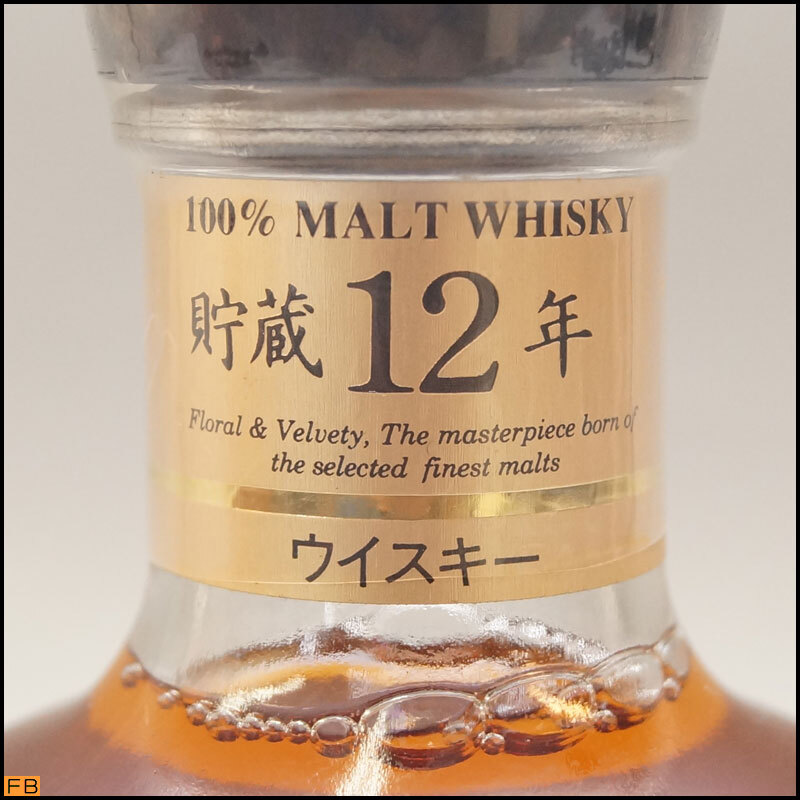 100% MALT WHISKY
貯蔵12年
Floral & Velvety, The masterpiece born of
the selected finest malts
ウイスキー
FB